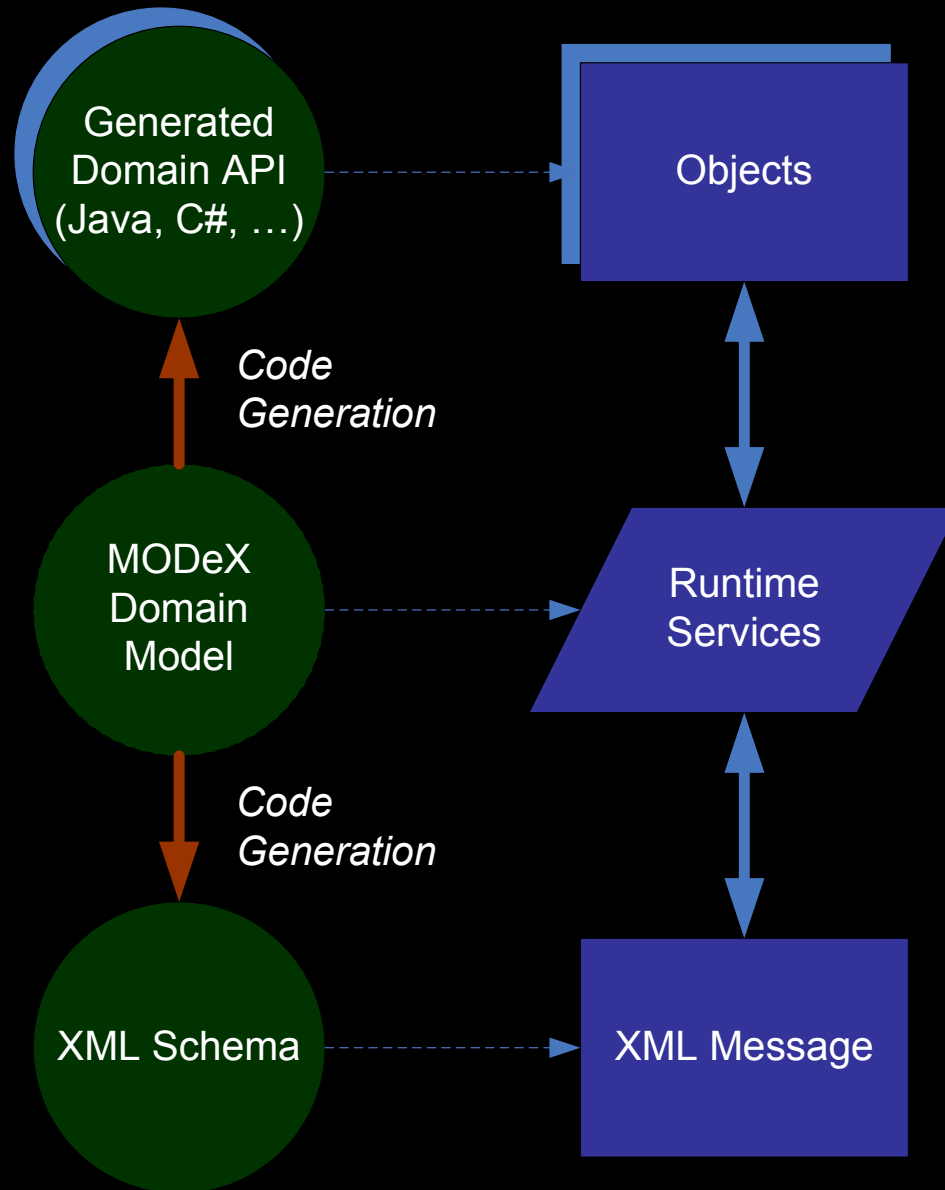 Generated
Domain API
(Java, C#, …)
Objects
Code
Generation
MODeX
Domain
Model
Runtime
Services
Code
Generation
XML Schema
XML Message